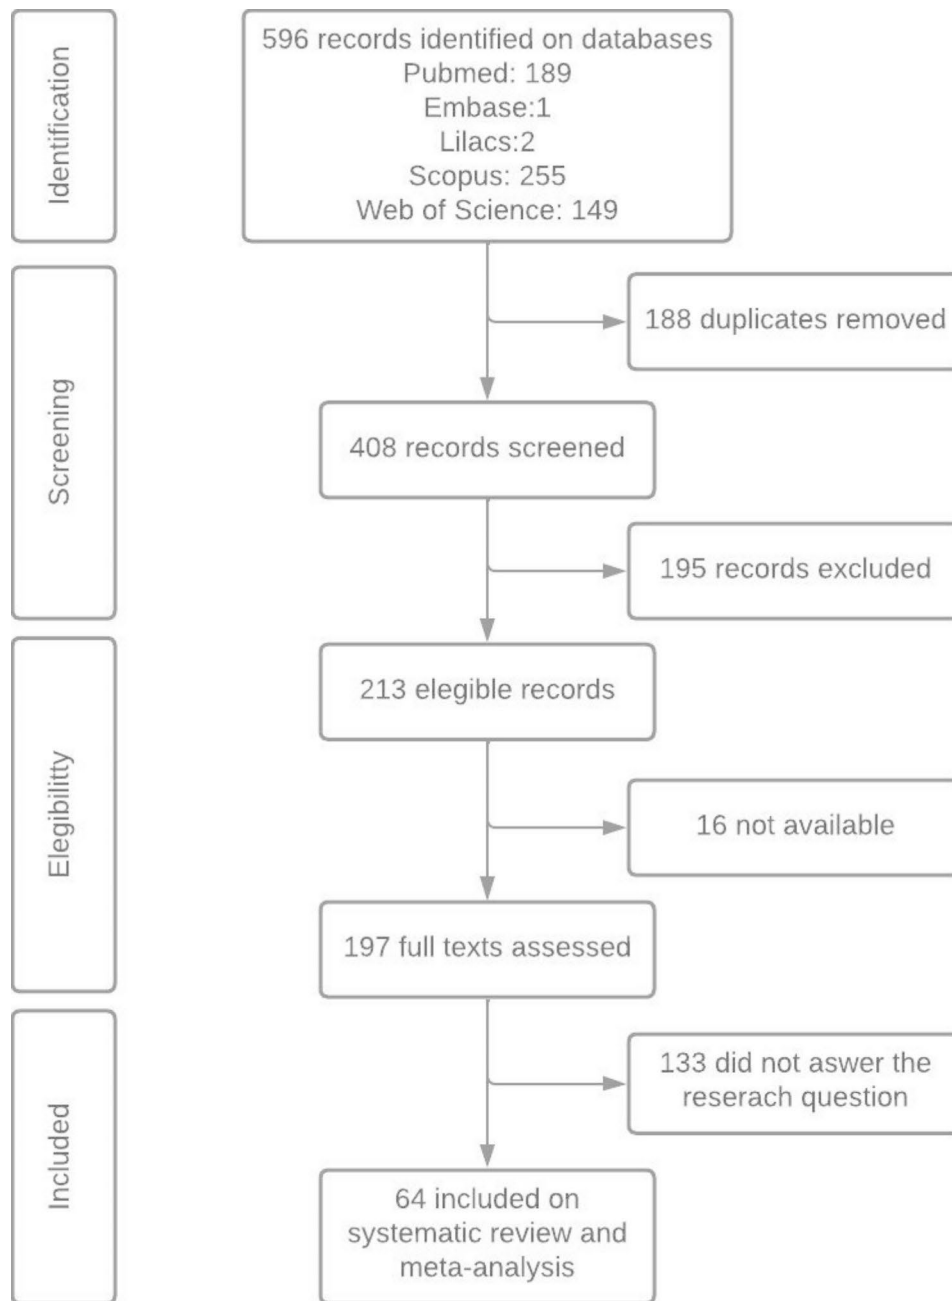 Identification
596 records identified on databases
Pubmed: 189
Embase:1
Lilacs:2
Scopus: 255
Web of Science: 149
Screening
188 duplicates removed
408 records screened
195 records excluded
Elegibilitty
213 elegible records
16 not available
197 full texts assessed
Included
133 did not aswer the
reserach question
64 included on
systematic review and
meta-analysis